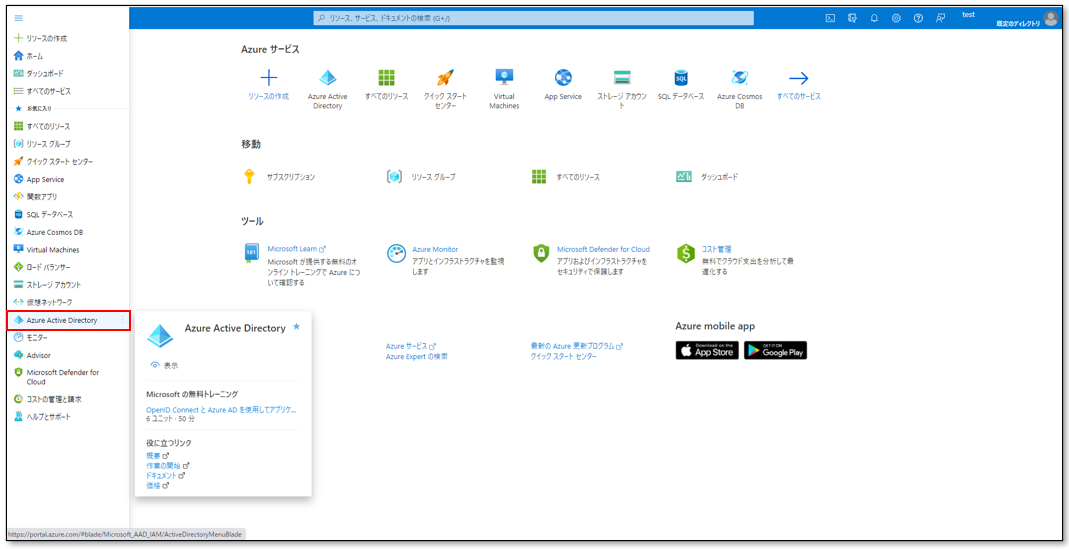 リソース、サービス、ドキュメントの検索 (G+/)
test
既定のディレクトリ
リソースの作成
ホーム
ダッシュボード
すべてのサービス
お気に入り
すべてのリソース
リソース グループ
クイック スタート センター
App Service
関数アプリ
SQL データベース
Azure Cosmos DB
Virtual Machines
ロード バランサー
ストレージ アカウント
仮想ネットワーク
Azure Active Directory
モニター
Advisor
Microsoft Defender for
Cloud
コストの管理と請求
ヘルプとサポート
Azure サービス
リソースの作成
Azure Active
Directory
すべてのリソース
クイック スタート
センター
Virtual
Machines
App Service
ストレージ アカウン
ト
SQL データベース
Azure Cosmos
DB
すべてのサービス
移動
サブスクリプション
リソース グループ
すべてのリソース
ダッシュボード
ツール
101
Microsoft Learn
Microsoft が提供する無料のオ
ンライン トレーニングで Azure につ
いて確認する
Azure Monitor
アプリとインフラストラクチャを監視
します
Microsoft Defender for Cloud
アプリおよびインフラストラクチャを
セキュリティで保護します
$
コスト管理
無料でクラウド支出を分析して最
適化する
Azure Active Directory
表示
Microsoft の無料トレーニング
OpenID Connect と Azure AD を使用してアプリケ...
6 ユニット · 50 分
役に立つリンク
概要
作業の開始
ドキュメント
価格
Azure サービス
Azure Expert の検索
最新の Azure 更新プログラム
クイック スタート センター
Azure mobile app
Download on the
App Store
GET IT ON
Google Play
https://portal.azure.com/#blade/Microsoft_AAD_IAM/ActiveDirectoryMenuBlade